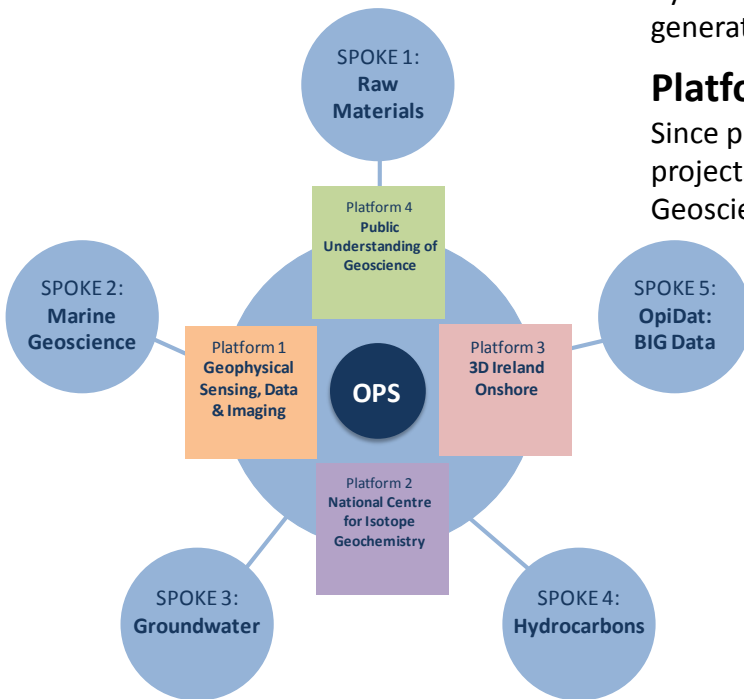 generat
Platfo
Since p
project
Geoscie
SPOKE 1:
Raw
Materials
Platform 4
Public
Understanding of
Geoscience
SPOKE 2:
Marine
Geoscience
SPOKE 5:
OpiDat:
BIG Data
Platform 1
Geophysical
Sensing, Data
& Imaging
OPS
Platform 3
3D Ireland
Onshore
Platform 2
National Centre
for Isotope
Geochemistry
SPOKE 3:
Groundwater
SPOKE 4:
Hydrocarbons